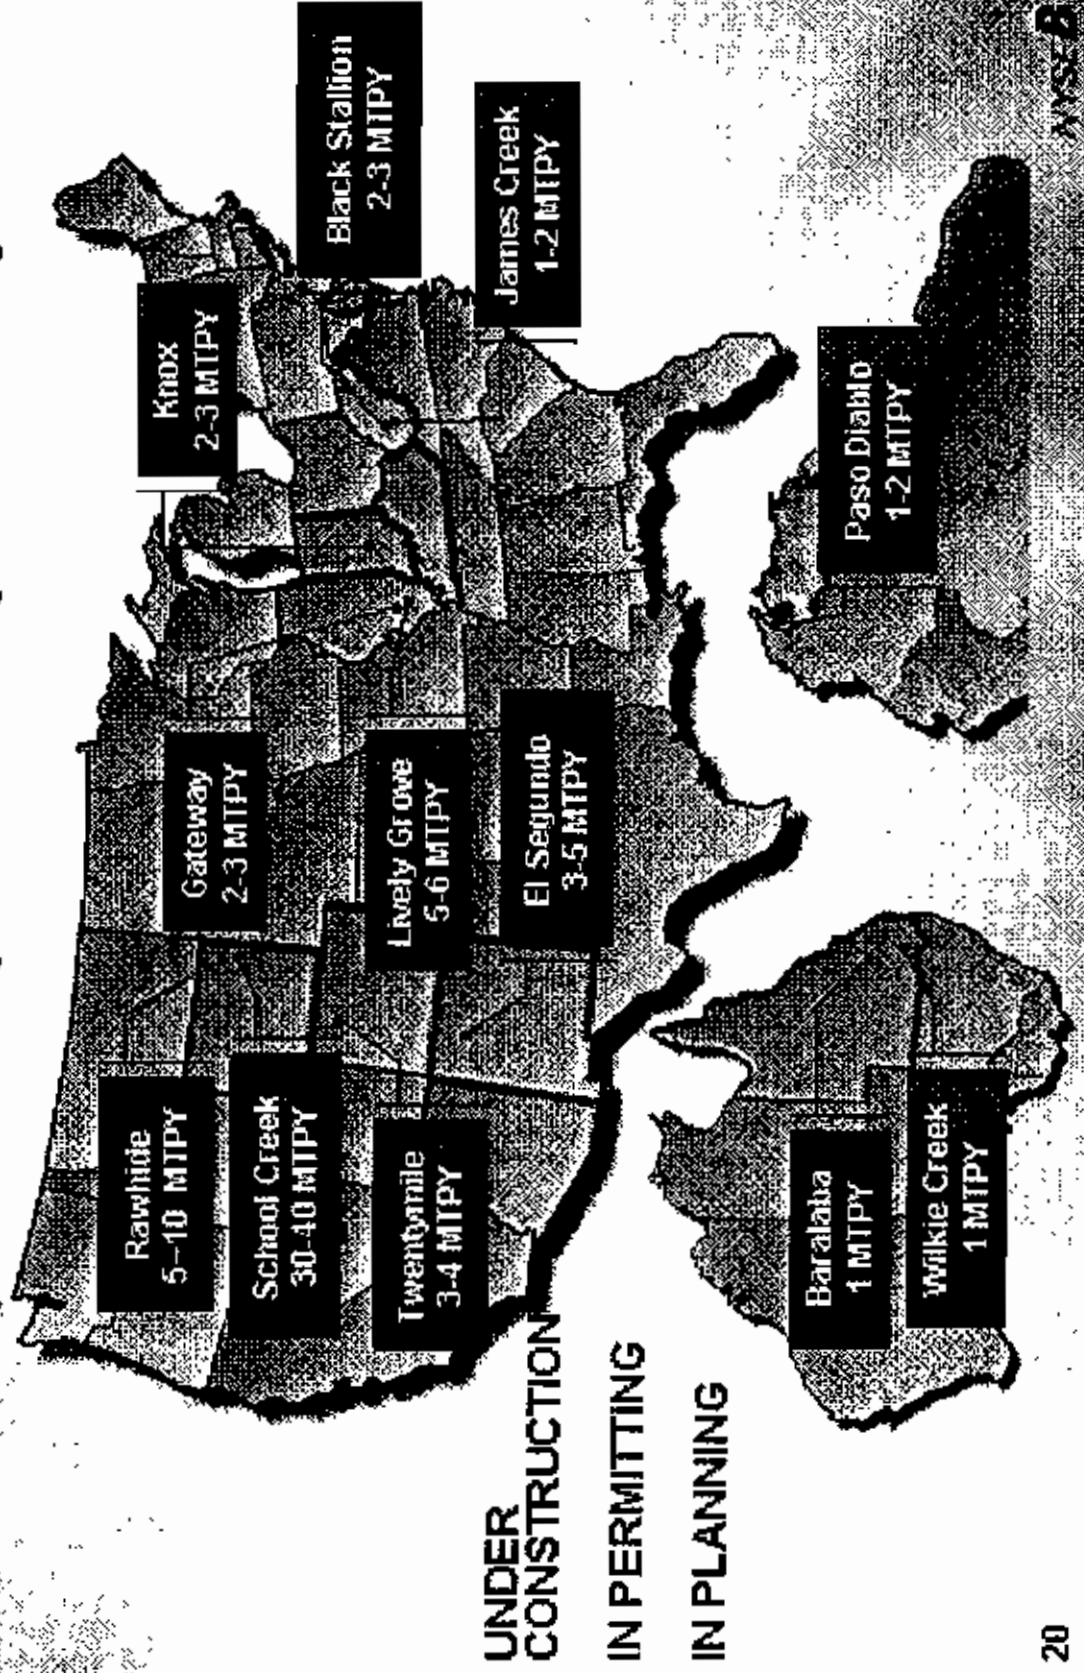 Rawhide
5-10 MTPY
School Creek
30-40 MTPY
Twentymile
3-4 MTPY
Gateway
2-3 MTPY
Lively Grove
5-6 MTPY
El Segundo
3-5 MTPY
Knox
2-3 MTPY
Black Stallion
2-3 MTPY
James Creek
1-2 MTPY
UNDER
CONSTRUCTION
IN PERMITTING
IN PLANNING
Baralaba
1 MTPY
Wilkie Creek
1 MTPY
Paso Diablo
1-2 MTPY
20
NYSE:B